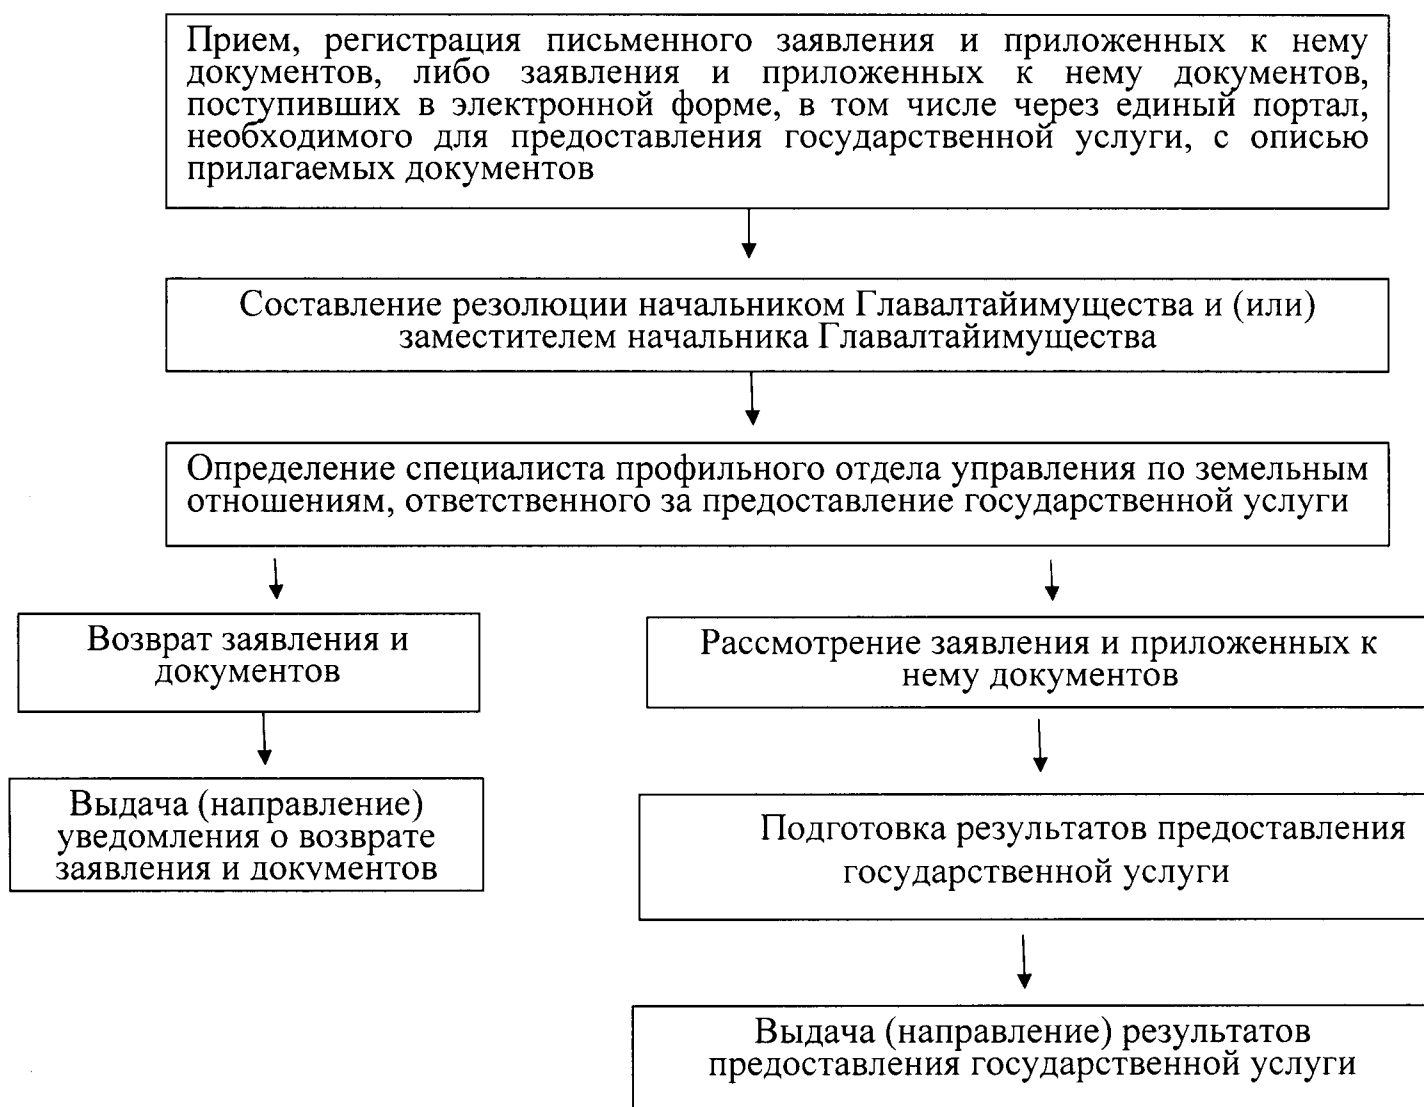 Прием, регистрация письменного заявления и приложенных к нему
документов, либо заявления и приложенных к нему документов,
поступивших в электронной форме, в том числе через единый портал,
необходимого для предоставления государственной услуги, с описью
прилагаемых документов
Составление резолюции начальником Главалтайимущества и (или)
заместителем начальника Главалтайимущества
Определение специалиста профильного отдела управления по земельным
отношениям, ответственного за предоставление государственной услуги
Возврат заявления и
документов
Выдача (направление)
уведомления о возврате
заявления и документов
Рассмотрение заявления и приложенных к
нему документов
Подготовка результатов предоставления
государственной услуги
Выдача (направление) результатов
предоставления государственной услуги